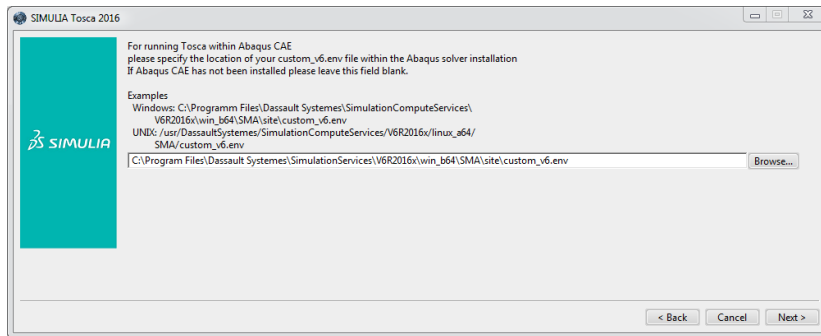 SIMULIA Tosca 2016
For running Tosca within Abaqus CAE
please specify the location of your custom_v6.env file within the Abaqus solver installation
If Abaqus CAE has not been installed please leave this field blank.
Examples
Windows: C:\Programm Files\Dassault Systemes\SimulationComputeServices\
V6R2016x\win_b64\SMA\site\custom_v6.env
UNIX: /usr/DassaultSystemes/SimulationComputeServices/V6R2016x/linux_a64/
SMA/custom_v6.env
SIMULIA
C:\Program Files\Dassault Systemes\SimulationServices\V6R2016x\win_b64\SMA\site\custom_v6.env
Browse...
< Back
Cancel
Next >